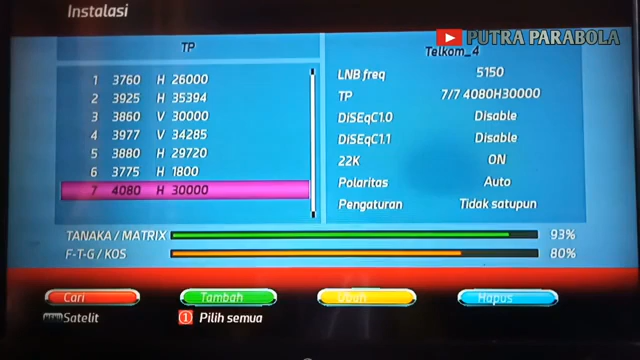 Instalasi
PUTRA PARABOLA
TP
Telkom_4
1 3760 H 26000
2 3925 H 35394
3 3860 V 30000
4 3977 V 34285
5 3880 H 29720
6 3775 H 1800
7 4080 H 30000
LNB freq 5150
TP 7/7 4080H30000
DiSEqC1.0 Disable
DiSEqC1.1 Disable
22K ON
Polaritas Auto
Pengaturan Tidak satupun
TANAKA / MATRIX 93%
F-T-G / KOS 80%
Cari Tambah Ubah Hapus
MENU Satelit 1 Pilih semua